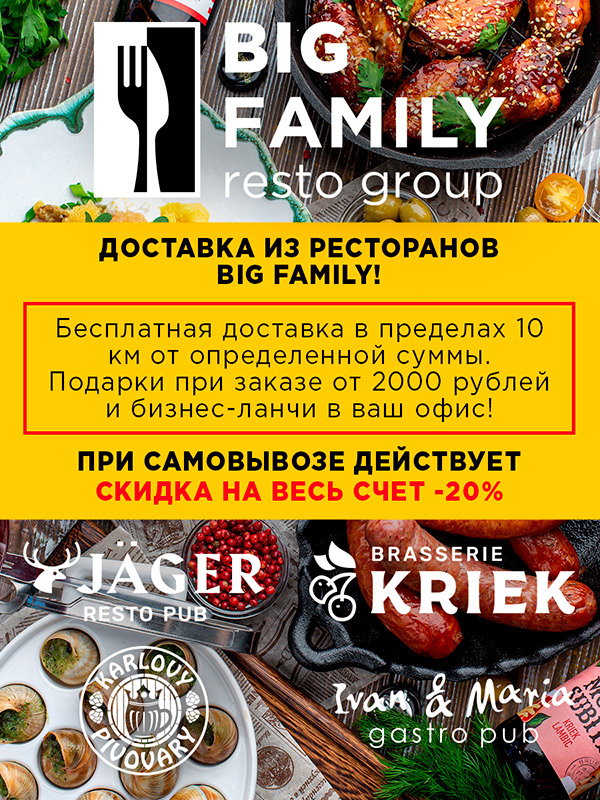 BIG
FAMILY
resto group
ДОСТАВКА ИЗ РЕСТОРАНОВ
BIG FAMILY!
Бесплатная доставка в пределах 10
км от определенной суммы.
Подарки при заказе от 2000 рублей
и бизнес-ланчи в ваш офис!
ПРИ САМОВЫВОЗЕ ДЕЙСТВУЕТ
СКИДКА НА ВЕСЬ СЧЕТ -20%
JÄGER
RESTO PUB
BRASSERIE
KRIEK
KARLOVY
PIVOVARY
Ivan & Maria
gastro pub
KRIEK
LAMBIC